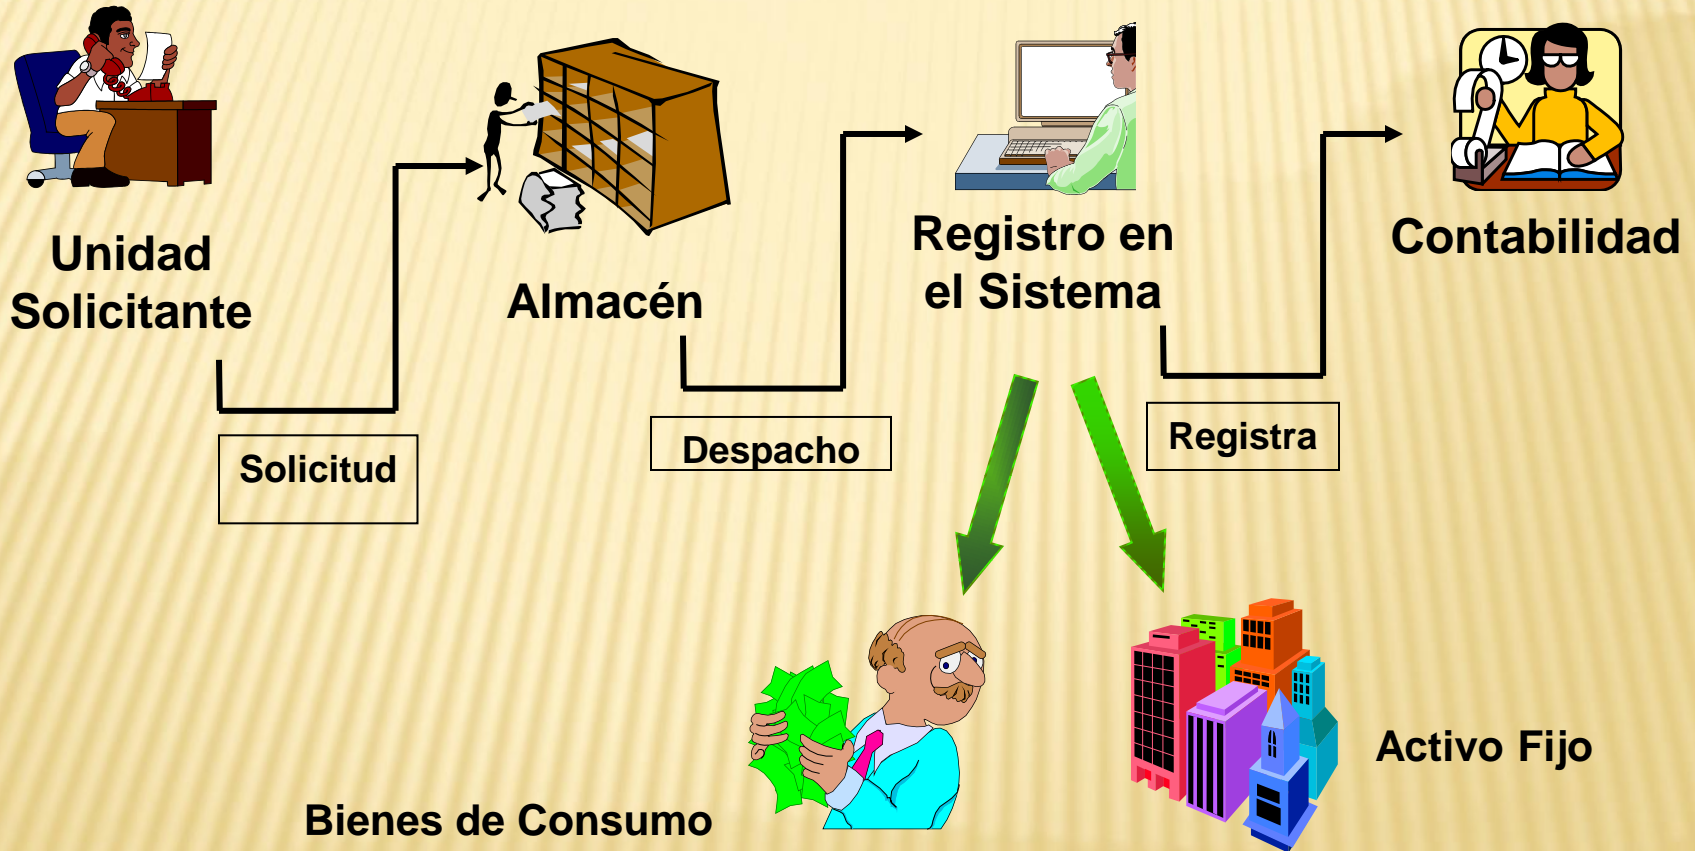 Unidad
Solicitante
Almacén
Registro en
el Sistema
Contabilidad
Solicitud
Despacho
Registra
Bienes de Consumo
Activo Fijo